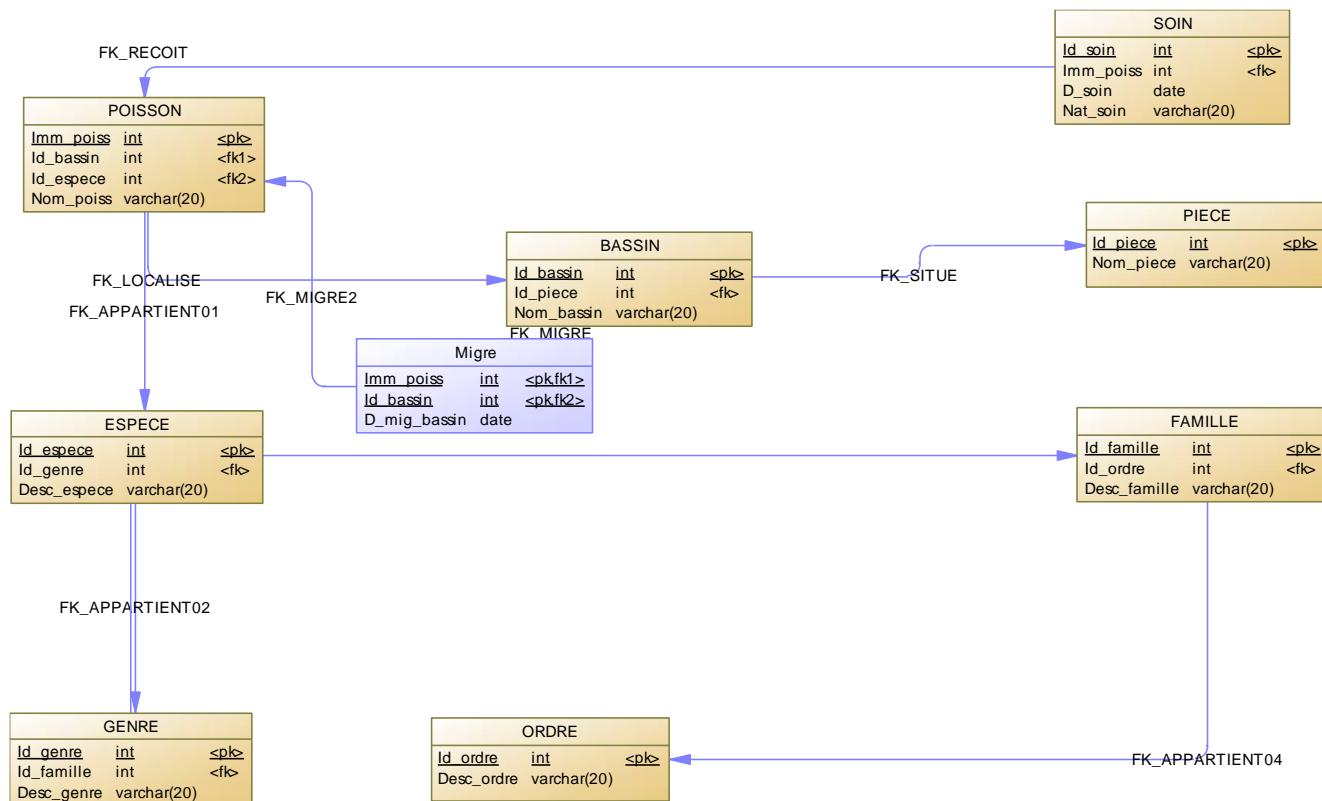 SOIN
Id_soin int <pk>
Imm_poiss int <fk>
D_soin date
Nat_soin varchar(20)
FK_RECOIT
POISSON
Imm_poiss int <pk>
Id_bassin int <fk1>
Id_espece int <fk2>
Nom_poiss varchar(20)
PIECE
Id_piece int <pk>
Nom_piece varchar(20)
BASSIN
Id_bassin int <pk>
Id_piece int <fk>
Nom_bassin varchar(20)
FK_SITUE
FK_LOCALISE
FK_MIGRE2
FK_APPARTIENT01
FK_MIGRE
Migre
Imm_poiss int <pk,fk1>
Id_bassin int <pk,fk2>
D_mig_bassin date
ESPECE
Id_espece int <pk>
Id_genre int <fk>
Desc_espece varchar(20)
FAMILLE
Id_famille int <pk>
Id_ordre int <fk>
Desc_famille varchar(20)
FK_APPARTIENT02
GENRE
Id_genre int <pk>
Id_famille int <fk>
Desc_genre varchar(20)
ORDRE
Id_ordre int <pk>
Desc_ordre varchar(20)
FK_APPARTIENT04